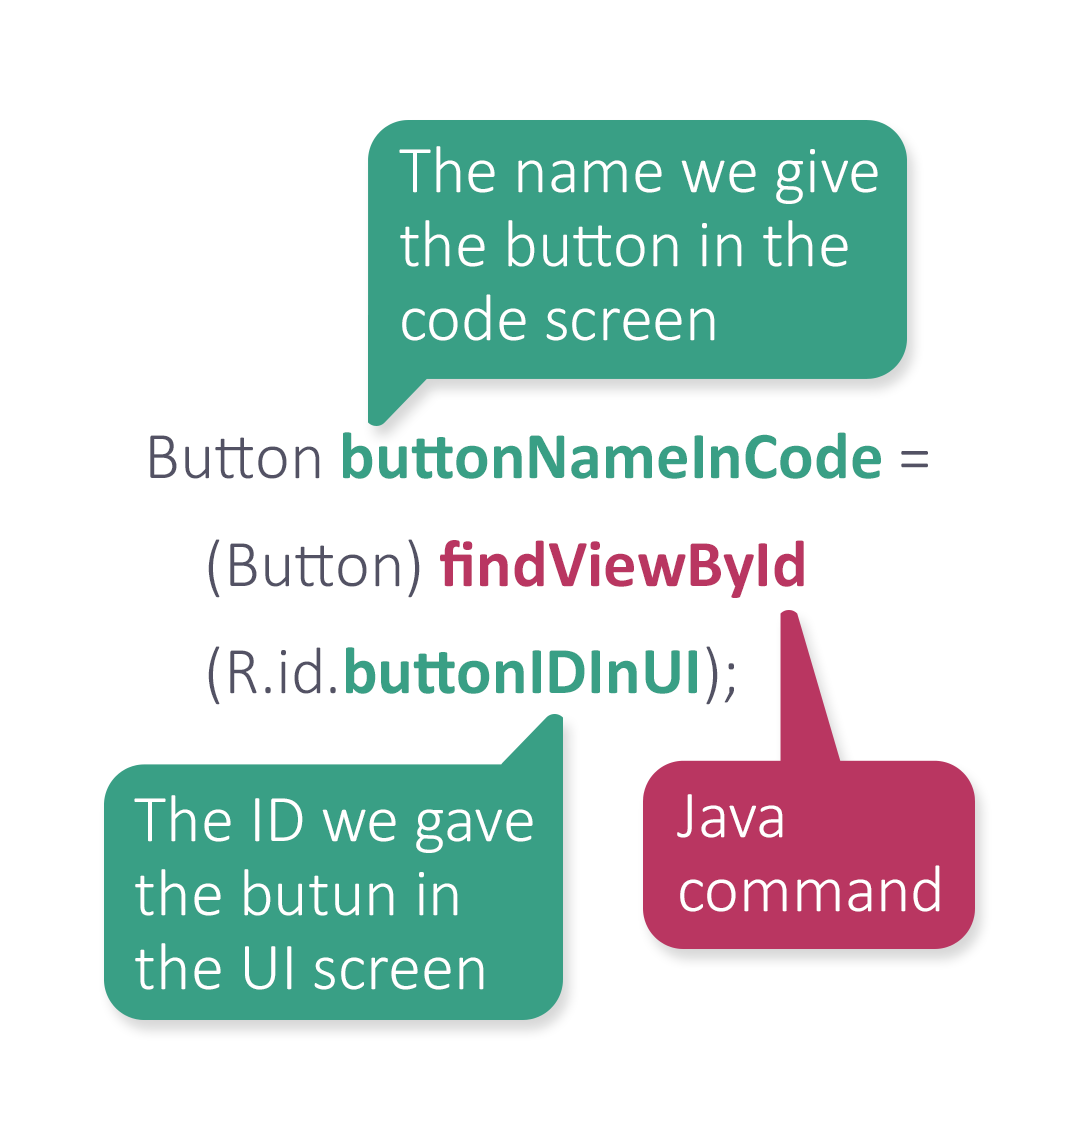 The name we give
the button in the
code screen
Button buttonNameInCode =
(Button) findViewById
(R.id.buttonIDInUI);
The ID we gave
the butun in
the UI screen
Java
command